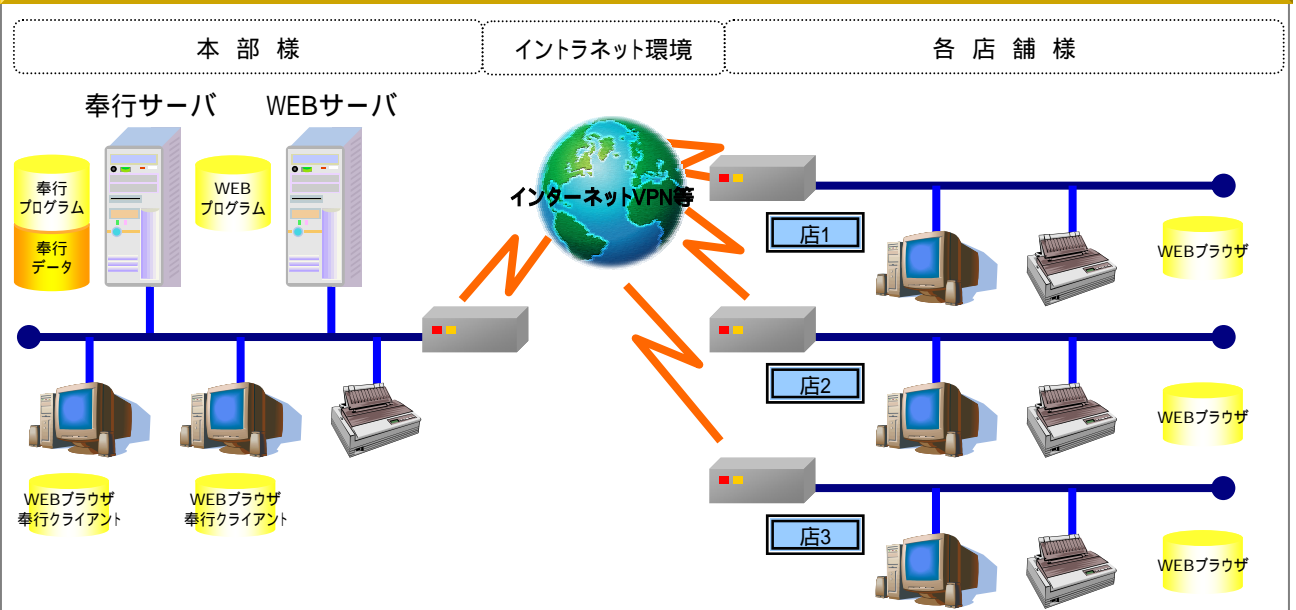 本部様
イントラネット環境
各店舗様
奉行サーバ
WEBサーバ
奉行
プログラム
奉行
データ
WEB
プログラム
インターネットVPN等
店1
WEBブラウザ
店2
WEBブラウザ
WEBブラウザ
奉行クライアント
WEBブラウザ
奉行クライアント
店3
WEBブラウザ